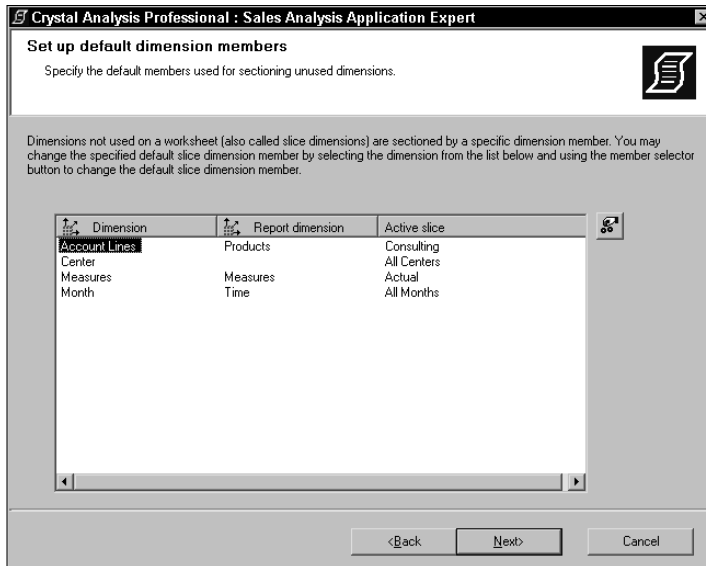 Crystal Analysis Professional : Sales Analysis Application Expert
Set up default dimension members
Specify the default members used for sectioning unused dimensions.
Dimensions not used on a worksheet (also called slice dimensions) are sectioned by a specific dimension member. You may
change the specified default slice dimension member by selecting the dimension from the list below and using the member selector
button to change the default slice dimension member.
Dimension Report dimension Active slice
Account Lines Products Consulting
Center All Centers
Measures Measures Actual
Month Time All Months
<Back Next> Cancel